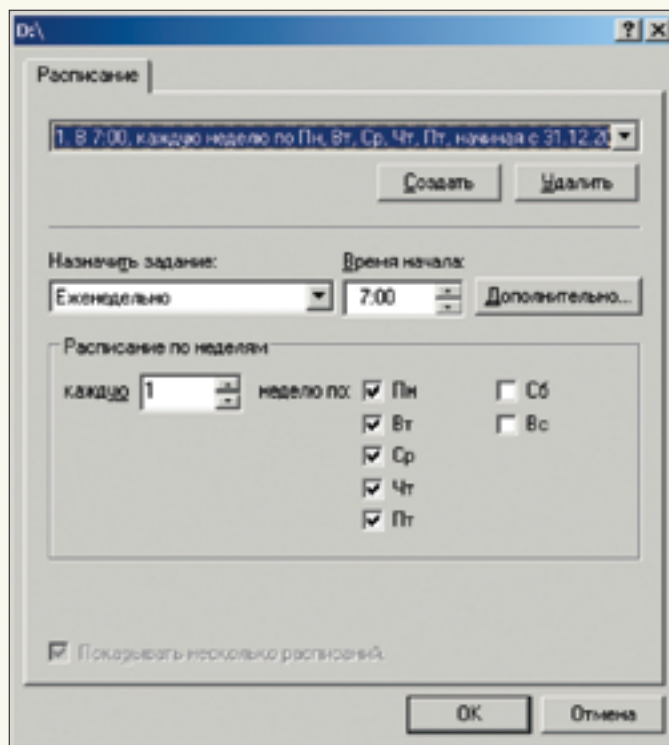 D:\
Расписание
1. В 7:00, каждую неделю по Пн, Вт, Ср, Чт, Пт, начиная с 31.12.20
Создать Удалить
Назначить задание: Время начала:
Еженедельно 7:00 Дополнительно...
Расписание по неделям
каждую 1 неделю по: Пн Сб
Вт Вс
Ср
Чт
Пт
Показывать несколько расписаний.
OK Отмена